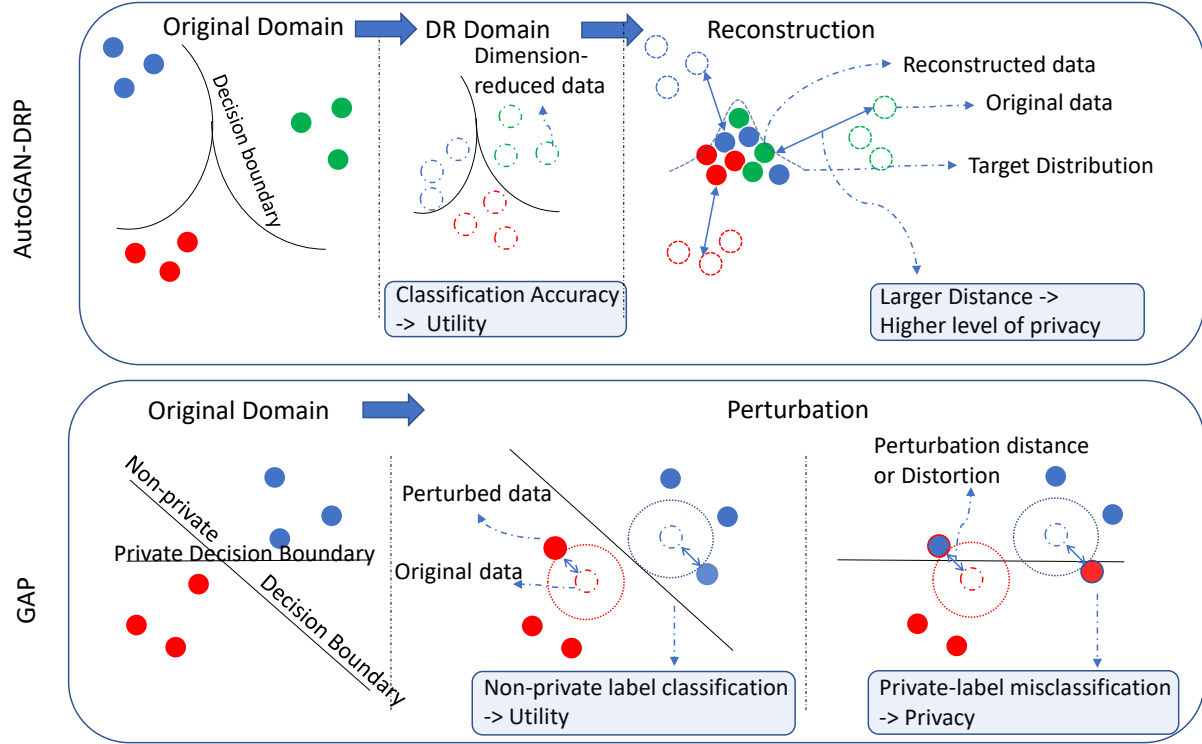 AutoGAN-DRP
Original Domain
DR Domain
Reconstruction
Decision boundary
Dimension-
reduced data
Reconstructed data
Original data
Target Distribution
Classification Accuracy
-> Utility
Larger Distance ->
Higher level of privacy
GAP
Original Domain
Perturbation
Non-private
Decision Boundary
Private Decision Boundary
Perturbed data
Original data
Perturbation distance
or Distortion
Non-private label classification
-> Utility
Private-label misclassification
-> Privacy